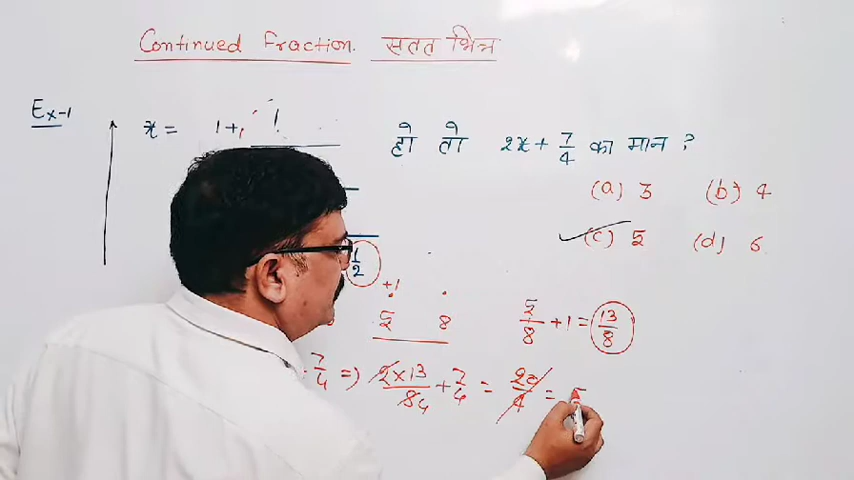 Continued Fraction. सतत भिन्न
Ex-1 x = 1+ 1 हो तो 2x + 7/4 का मान ?
(a) 3 (b) 4
(c) 5 (d) 6
1/2
+1
5 8 5/8 + 1 = 13/8
7/4 => 2×13/84 + 7/4 = 20/4 = 5